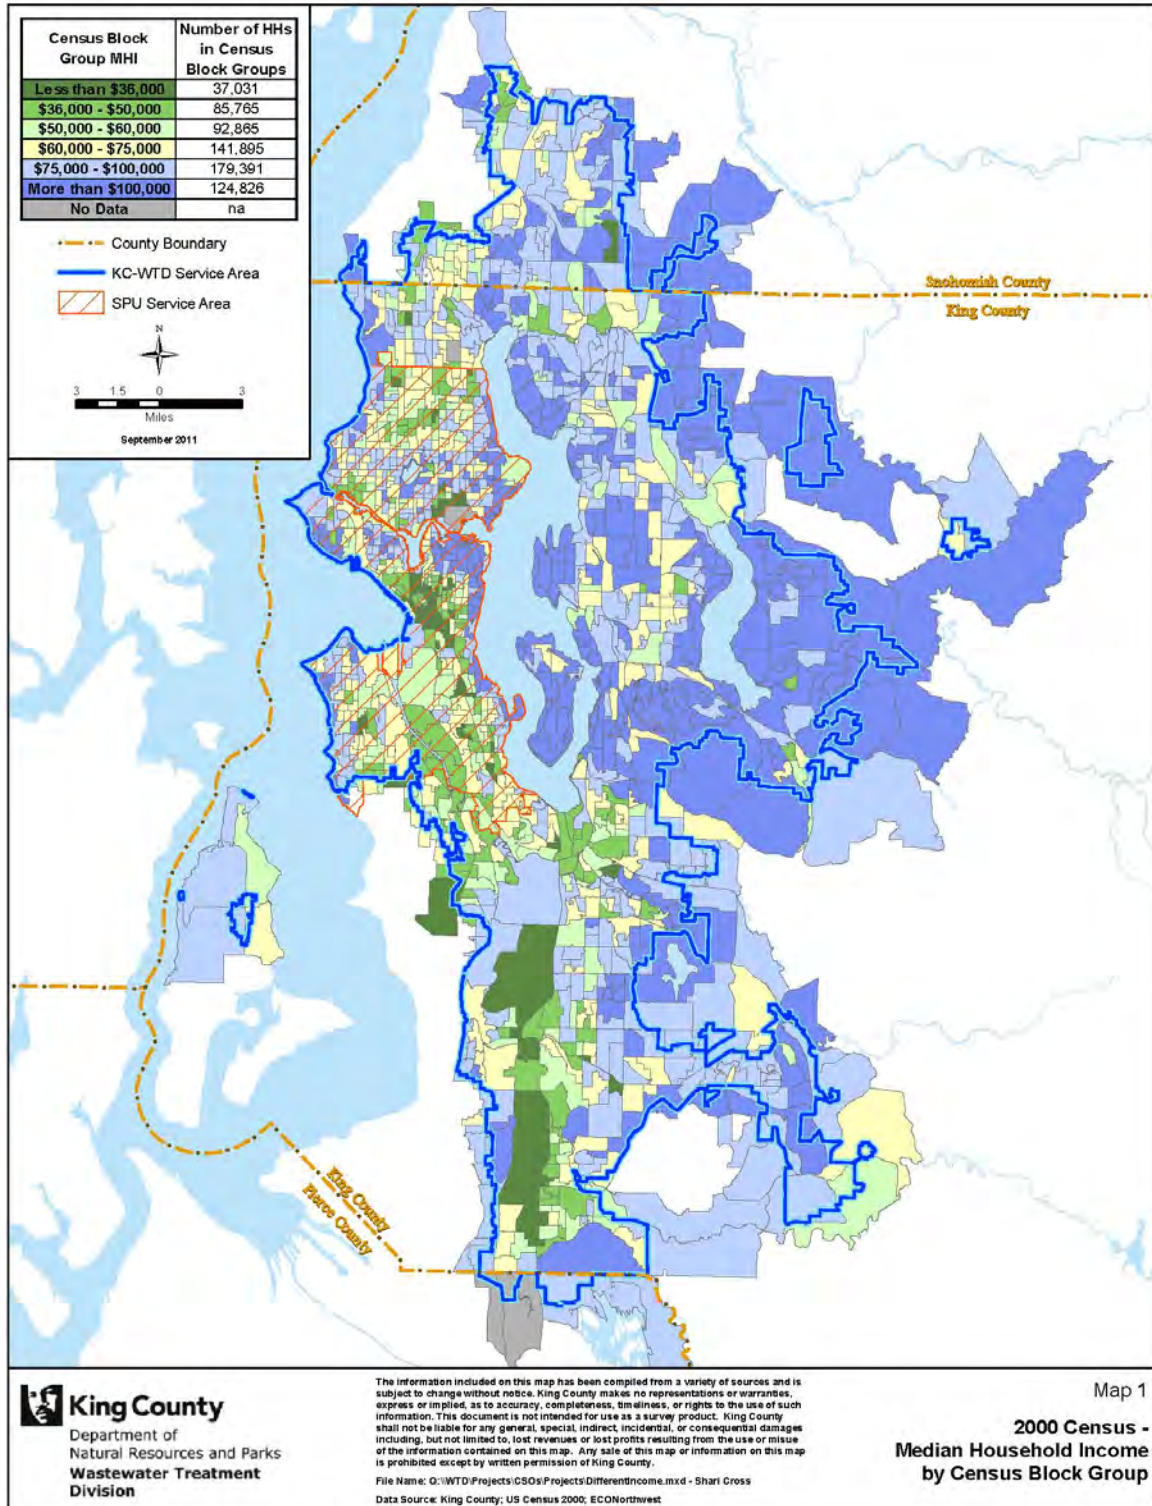 Census Block Group MHI
Number of HHs in Census Block Groups
Less than $36,000 37,031
$36,000 - $50,000 85,765
$50,000 - $60,000 92,865
$60,000 - $75,000 141,895
$75,000 - $100,000 179,391
More than $100,000 124,826
No Data na
County Boundary
KC-WTD Service Area
SPU Service Area
N
3 1.5 0 3
Miles
September 2011
Snohomish County
King County
King County
Pierce County
King County
Department of
Natural Resources and Parks
Wastewater Treatment
Division
The information included on this map has been compiled from a variety of sources and is
subject to change without notice. King County makes no representations or warranties,
express or implied, as to accuracy, completeness, timeliness, or rights to the use of such
information. This document is not intended for use as a survey product. King County
shall not be liable for any general, special, indirect, incidental, or consequential damages
including, but not limited to, lost revenues or lost profits resulting from the use or misue
of the information contained on this map. Any sale of this map or information on this map
is prohibited except by written permission of King County.
File Name: Q:\\WTD\Projects\CSOs\Projects\DifferentIncome.mxd - Shari Cross
Data Source: King County; US Census 2000; ECONorthwest
Map 1
2000 Census -
Median Household Income
by Census Block Group